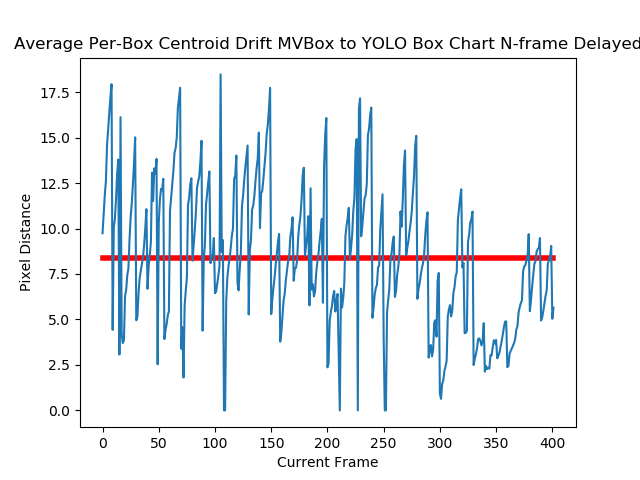 Average Per-Box Centroid Drift MVBox to YOLO Box Chart N-frame Delayed
17.5
15.0
12.5
10.0
7.5
5.0
2.5
0.0
Pixel Distance
0 50 100 150 200 250 300 350 400
Current Frame